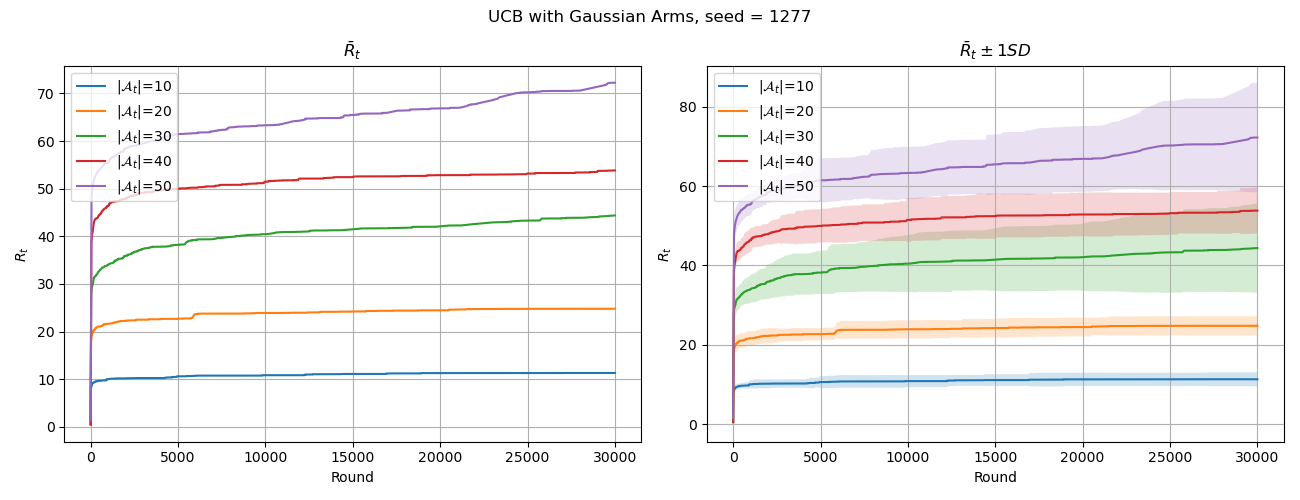 UCB with Gaussian Arms, seed = 1277
R̄ₜ
|𝒜ₜ|=10
|𝒜ₜ|=20
|𝒜ₜ|=30
|𝒜ₜ|=40
|𝒜ₜ|=50
70
60
50
40
30
20
10
0
Rₜ
0 5000 10000 15000 20000 25000 30000
Round
R̄ₜ ± 1SD
|𝒜ₜ|=10
|𝒜ₜ|=20
|𝒜ₜ|=30
|𝒜ₜ|=40
|𝒜ₜ|=50
80
60
40
20
0
Rₜ
0 5000 10000 15000 20000 25000 30000
Round